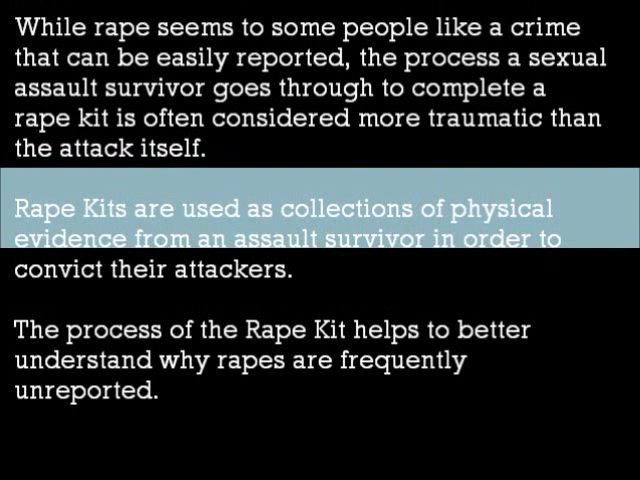 While rape seems to some people like a crime
that can be easily reported, the process a sexual
assault survivor goes through to complete a
rape kit is often considered more traumatic than
the attack itself.
Rape Kits are used as collections of physical
evidence from an assault survivor in order to
convict their attackers.
The process of the Rape Kit helps to better
understand why rapes are frequently
unreported.